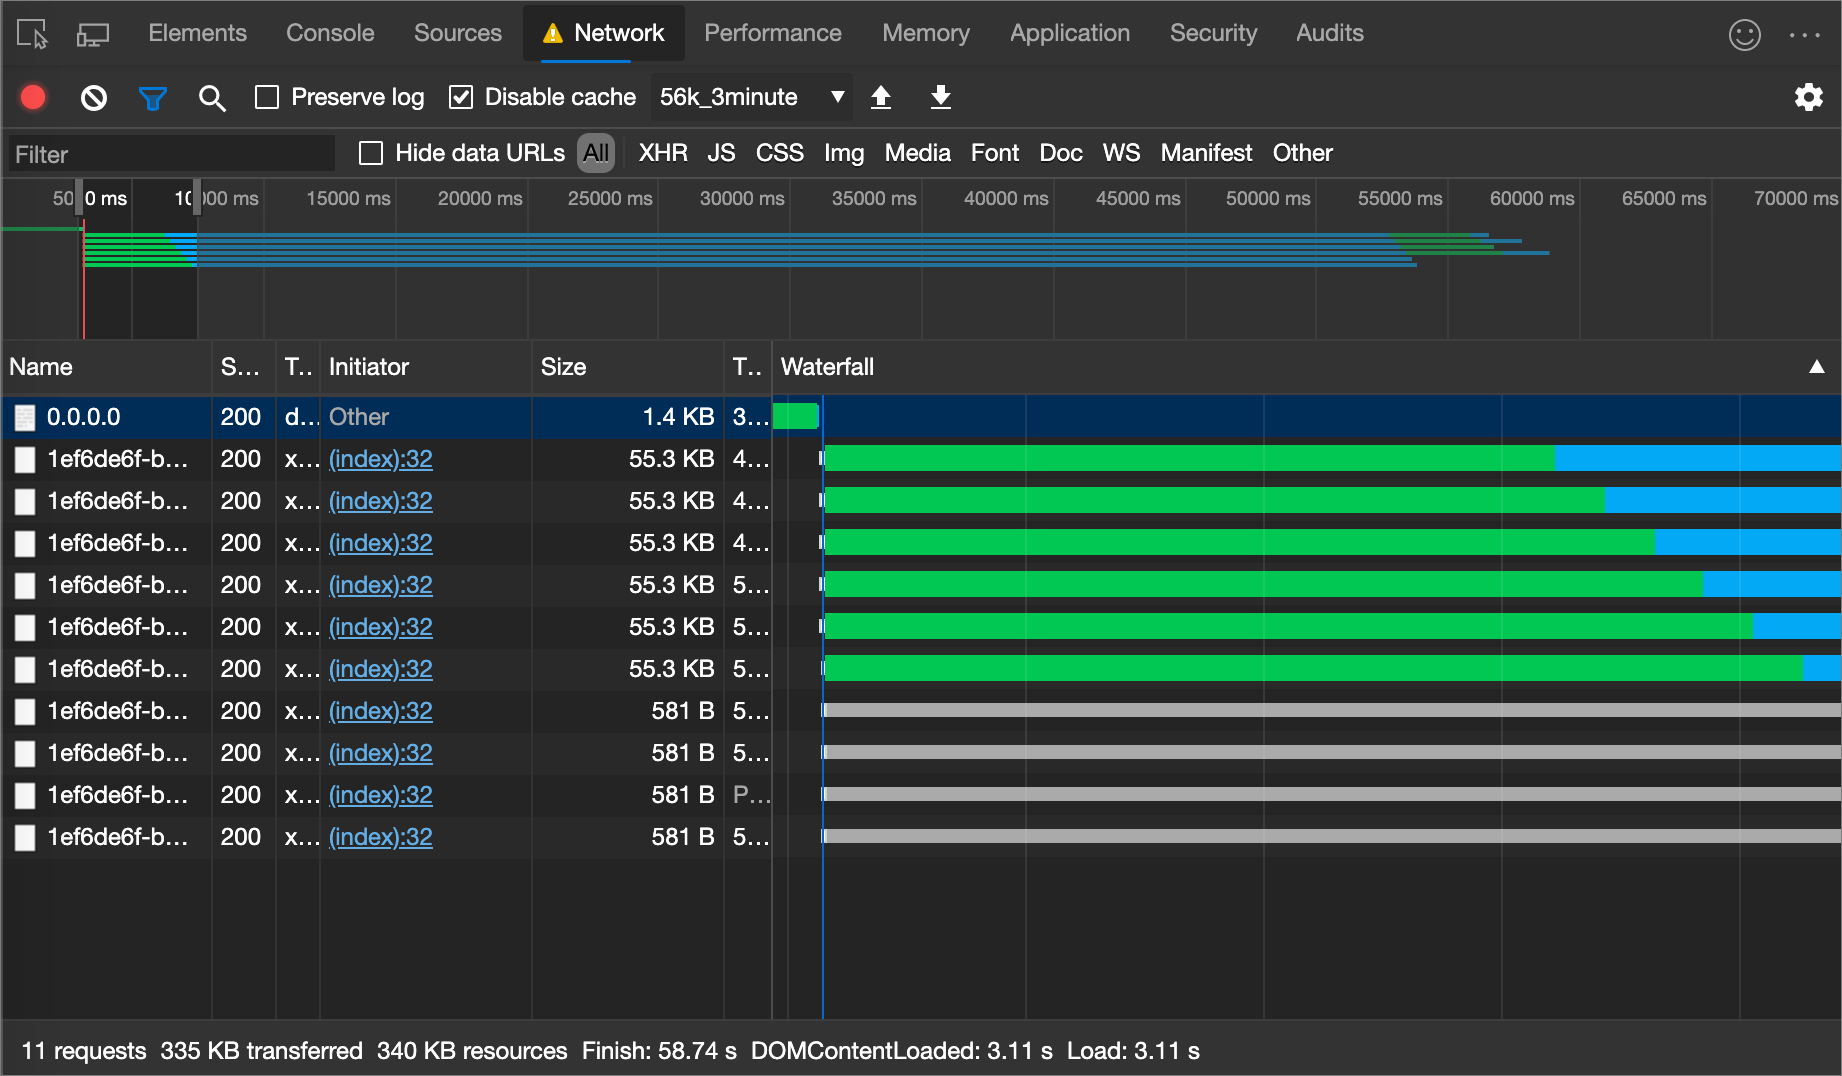 Elements Console Sources Network Performance Memory Application Security Audits
Preserve log Disable cache 56k_3minute
Filter Hide data URLs All XHR JS CSS Img Media Font Doc WS Manifest Other
15000 ms 20000 ms 25000 ms 30000 ms 35000 ms 40000 ms 45000 ms 50000 ms 55000 ms 60000 ms 65000 ms 70000 ms
Name S... T.. Initiator Size T.. Waterfall
0.0.0.0 200 d... Other 1.4 KB 3...
1ef6de6f-b... 200 x... (index):32 55.3 KB 4...
1ef6de6f-b... 200 x... (index):32 55.3 KB 4...
1ef6de6f-b... 200 x... (index):32 55.3 KB 4...
1ef6de6f-b... 200 x... (index):32 55.3 KB 5...
1ef6de6f-b... 200 x... (index):32 55.3 KB 5...
1ef6de6f-b... 200 x... (index):32 55.3 KB 5...
1ef6de6f-b... 200 x... (index):32 581 B 5...
1ef6de6f-b... 200 x... (index):32 581 B 5...
1ef6de6f-b... 200 x... (index):32 581 B P...
1ef6de6f-b... 200 x... (index):32 581 B 5...
11 requests 335 KB transferred 340 KB resources Finish: 58.74 s DOMContentLoaded: 3.11 s Load: 3.11 s